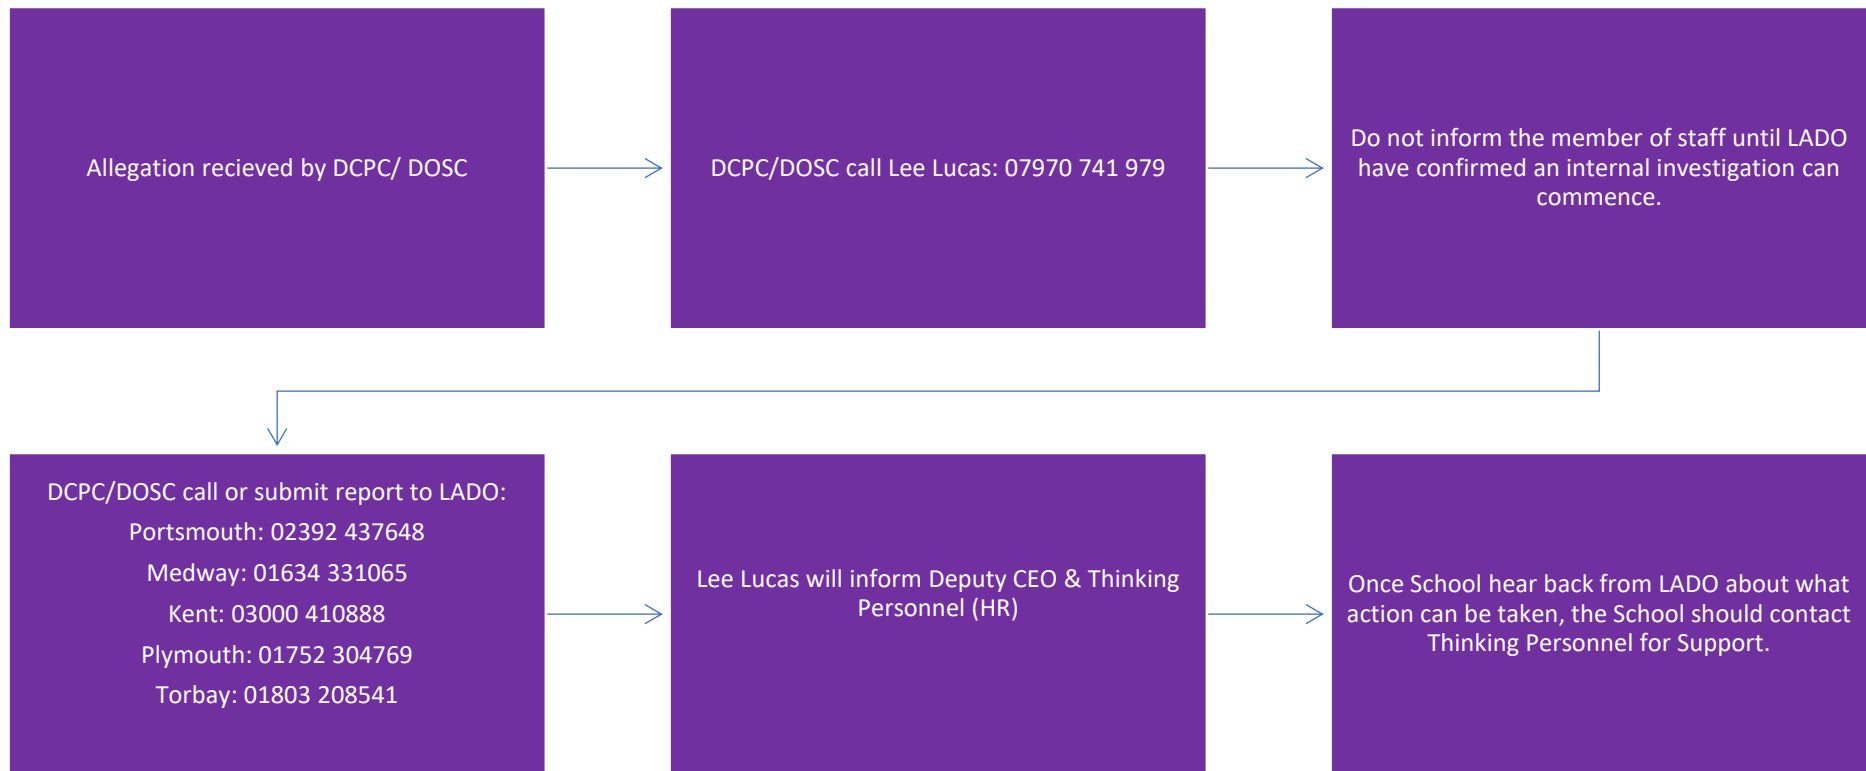 Allegation recieved by DCPC/ DOSC
DCPC/DOSC call Lee Lucas: 07970 741 979
Do not inform the member of staff until LADO
have confirmed an internal investigation can
commence.
DCPC/DOSC call or submit report to LADO:
Portsmouth: 02392 437648
Medway: 01634 331065
Kent: 03000 410888
Plymouth: 01752 304769
Torbay: 01803 208541
Lee Lucas will inform Deputy CEO & Thinking
Personnel (HR)
Once School hear back from LADO about what
action can be taken, the School should contact
Thinking Personnel for Support.